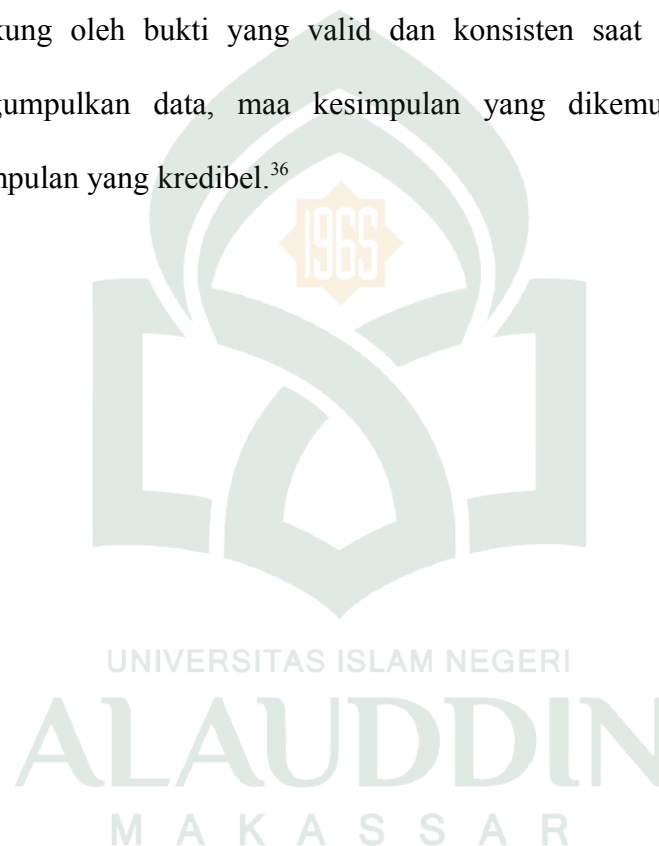 kung oleh bukti yang valid dan konsisten saat
gumpulkan data, maa kesimpulan yang dikemu
mpulan yang kredibel.36
1965
UNIVERSITAS ISLAM NEGERI
ALAUDDIN
MAKASSAR